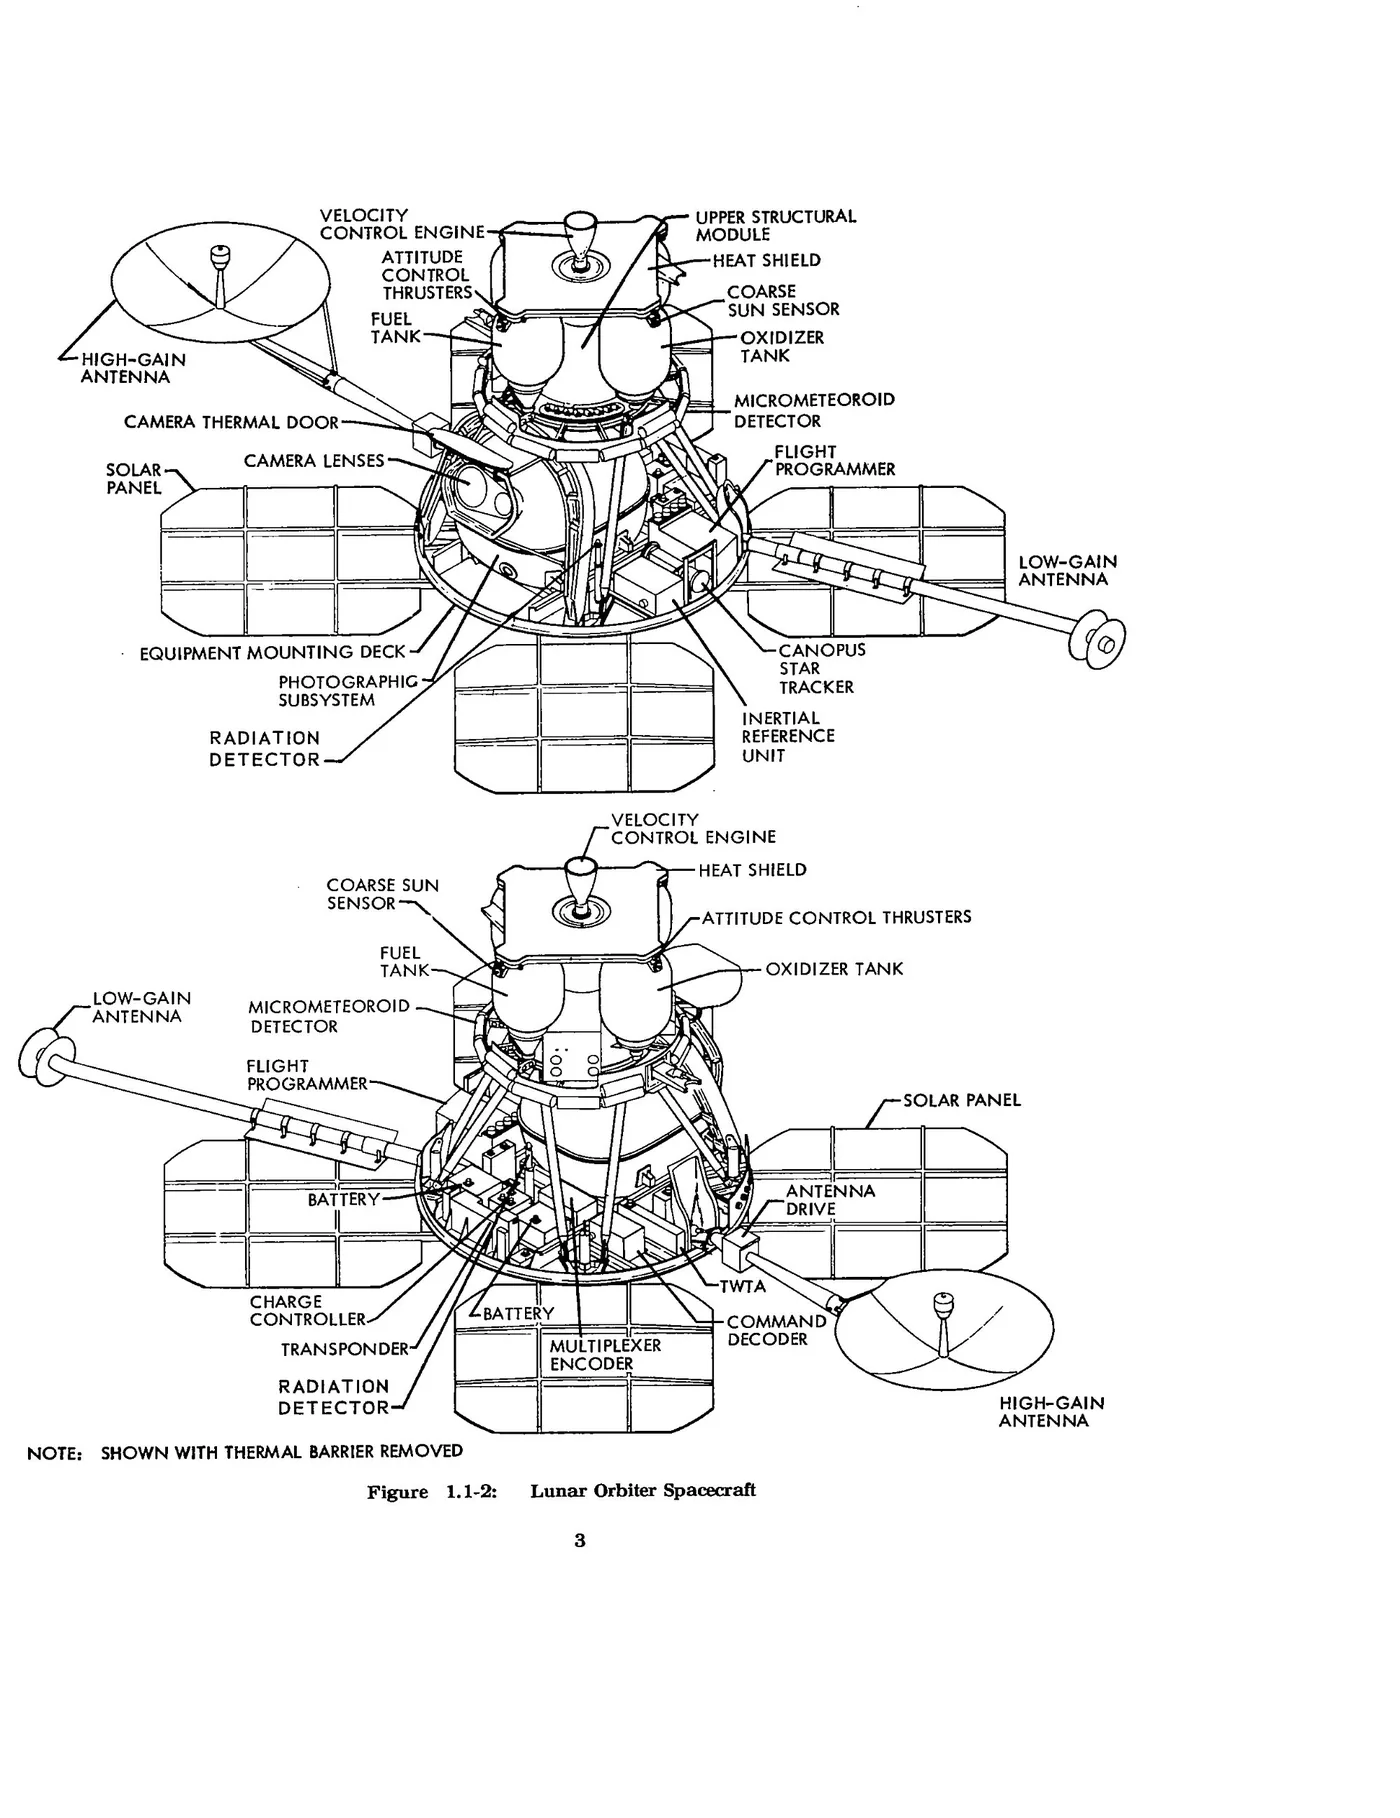 VELOCITY
CONTROL ENGINE
UPPER STRUCTURAL
MODULE
ATTITUDE
CONTROL
THRUSTERS
HEAT SHIELD
COARSE
SUN SENSOR
FUEL
TANK
OXIDIZER
TANK
HIGH-GAIN
ANTENNA
MICROMETEOROID
DETECTOR
CAMERA THERMAL DOOR
FLIGHT
PROGRAMMER
CAMERA LENSES
SOLAR
PANEL
LOW-GAIN
ANTENNA
EQUIPMENT MOUNTING DECK
CANOPUS
STAR
TRACKER
PHOTOGRAPHIC
SUBSYSTEM
INERTIAL
REFERENCE
UNIT
RADIATION
DETECTOR
VELOCITY
CONTROL ENGINE
HEAT SHIELD
COARSE SUN
SENSOR
ATTITUDE CONTROL THRUSTERS
FUEL
TANK
OXIDIZER TANK
LOW-GAIN
ANTENNA
MICROMETEOROID
DETECTOR
FLIGHT
PROGRAMMER
SOLAR PANEL
BATTERY
ANTENNA
DRIVE
TWTA
CHARGE
CONTROLLER
BATTERY
COMMAND
DECODER
TRANSPONDER
MULTIPLEXER
ENCODER
RADIATION
DETECTOR
HIGH-GAIN
ANTENNA
NOTE: SHOWN WITH THERMAL BARRIER REMOVED
Figure 1.1-2: Lunar Orbiter Spacecraft
3